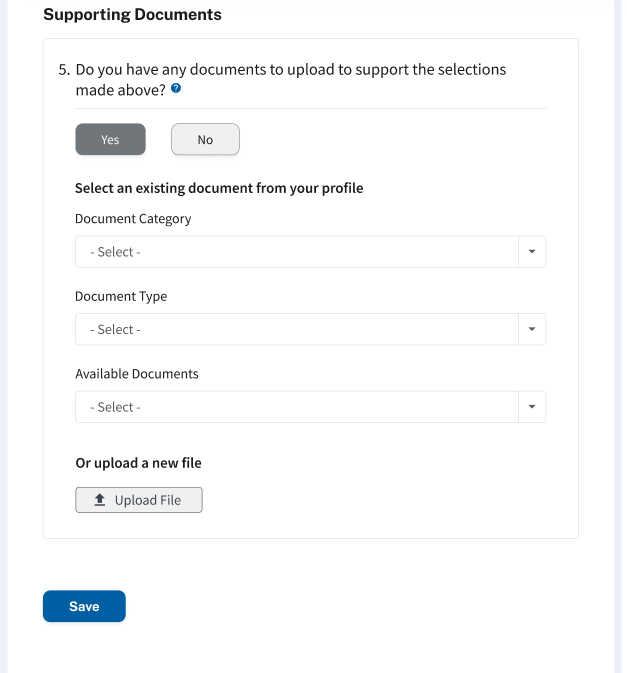 Supporting Documents
5. Do you have any documents to upload to support the selections
made above? ?
Yes
No
Select an existing document from your profile
Document Category
- Select -
Document Type
- Select -
Available Documents
- Select -
Or upload a new file
Upload File
Save